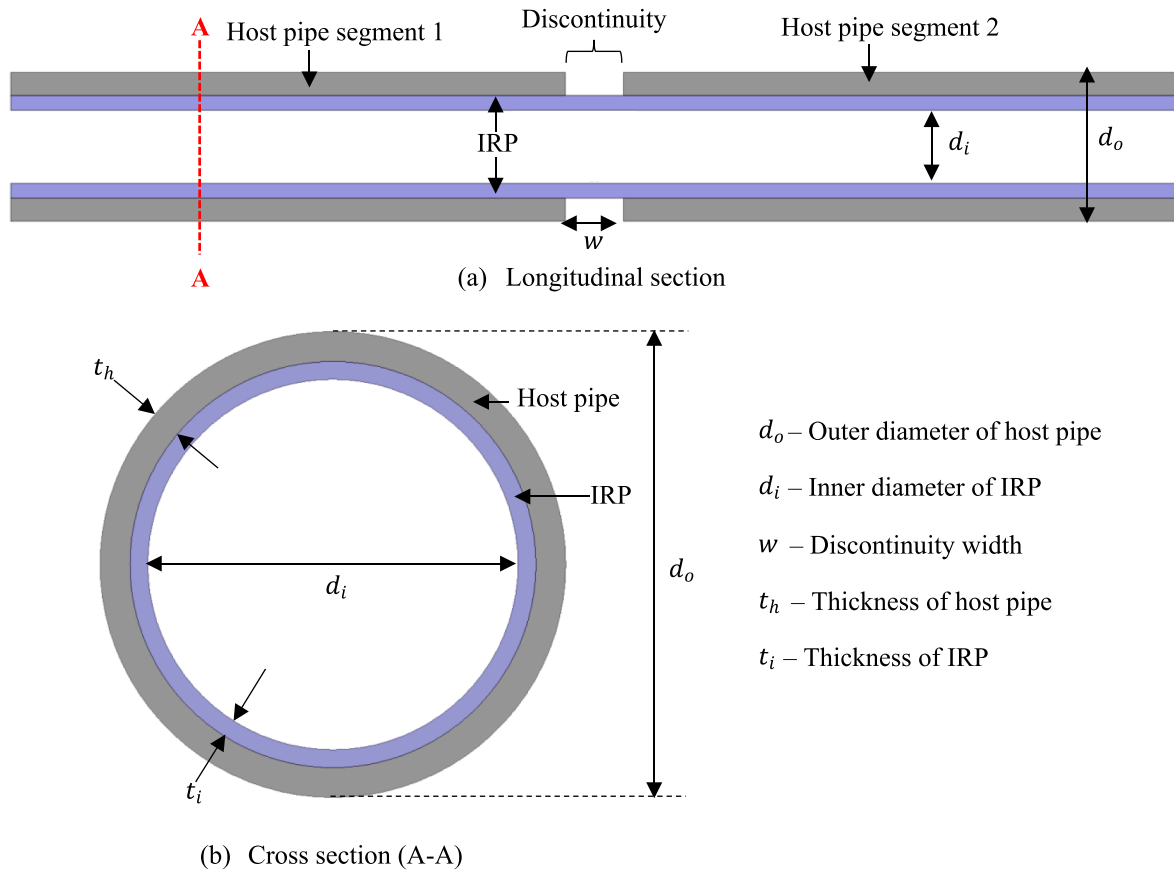 A
Host pipe segment 1
Discontinuity
Host pipe segment 2
IRP
d_i
d_o
w
A
(a) Longitudinal section
t_h
Host pipe
IRP
d_i
d_o
t_i
d_o – Outer diameter of host pipe
d_i – Inner diameter of IRP
w – Discontinuity width
t_h – Thickness of host pipe
t_i – Thickness of IRP
(b) Cross section (A-A)